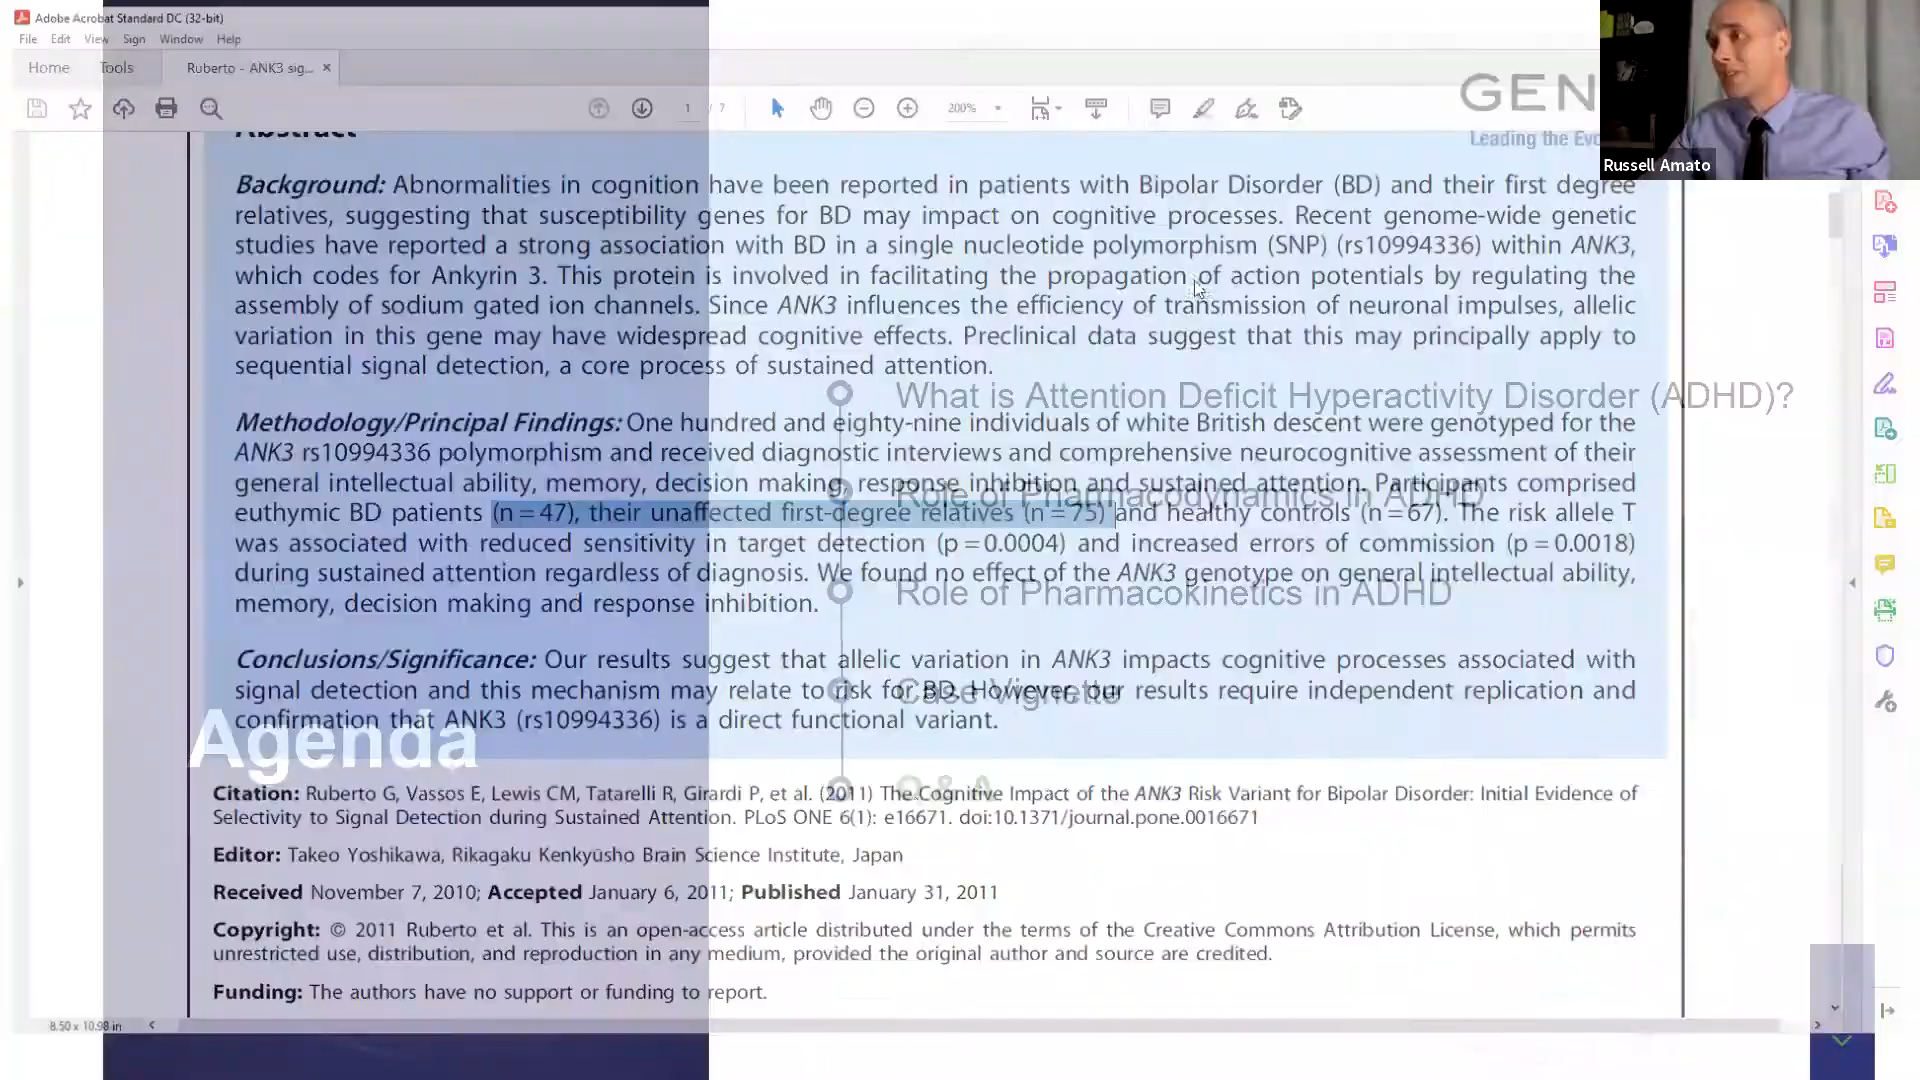 Adobe Acrobat Standard DC (32-bit)
File Edit View Sign Window Help
Home Tools Ruberto - ANK3 sig... ×
1 / 7 200%
GEN
Leading the Evo
Russell Amato
Abstract
Background: Abnormalities in cognition have been reported in patients with Bipolar Disorder (BD) and their first degree
relatives, suggesting that susceptibility genes for BD may impact on cognitive processes. Recent genome-wide genetic
studies have reported a strong association with BD in a single nucleotide polymorphism (SNP) (rs10994336) within ANK3,
which codes for Ankyrin 3. This protein is involved in facilitating the propagation of action potentials by regulating the
assembly of sodium gated ion channels. Since ANK3 influences the efficiency of transmission of neuronal impulses, allelic
variation in this gene may have widespread cognitive effects. Preclinical data suggest that this may principally apply to
sequential signal detection, a core process of sustained attention.
What is Attention Deficit Hyperactivity Disorder (ADHD)?
Methodology/Principal Findings: One hundred and eighty-nine individuals of white British descent were genotyped for the
ANK3 rs10994336 polymorphism and received diagnostic interviews and comprehensive neurocognitive assessment of their
general intellectual ability, memory, decision making, response inhibition and sustained attention. Participants comprised
Role of Pharmacodynamics in ADHD
euthymic BD patients (n = 47), their unaffected first-degree relatives (n = 75) and healthy controls (n = 67). The risk allele T
was associated with reduced sensitivity in target detection (p = 0.0004) and increased errors of commission (p = 0.0018)
during sustained attention regardless of diagnosis. We found no effect of the ANK3 genotype on general intellectual ability,
Role of Pharmacokinetics in ADHD
memory, decision making and response inhibition.
Conclusions/Significance: Our results suggest that allelic variation in ANK3 impacts cognitive processes associated with
signal detection and this mechanism may relate to risk for BD. However, our results require independent replication and
Case Vignette
confirmation that ANK3 (rs10994336) is a direct functional variant.
Agenda
Q & A
Citation: Ruberto G, Vassos E, Lewis CM, Tatarelli R, Girardi P, et al. (2011) The Cognitive Impact of the ANK3 Risk Variant for Bipolar Disorder: Initial Evidence of
Selectivity to Signal Detection during Sustained Attention. PLoS ONE 6(1): e16671. doi:10.1371/journal.pone.0016671
Editor: Takeo Yoshikawa, Rikagaku Kenkyūsho Brain Science Institute, Japan
Received November 7, 2010; Accepted January 6, 2011; Published January 31, 2011
Copyright: © 2011 Ruberto et al. This is an open-access article distributed under the terms of the Creative Commons Attribution License, which permits
unrestricted use, distribution, and reproduction in any medium, provided the original author and source are credited.
Funding: The authors have no support or funding to report.
8.50 x 10.98 in